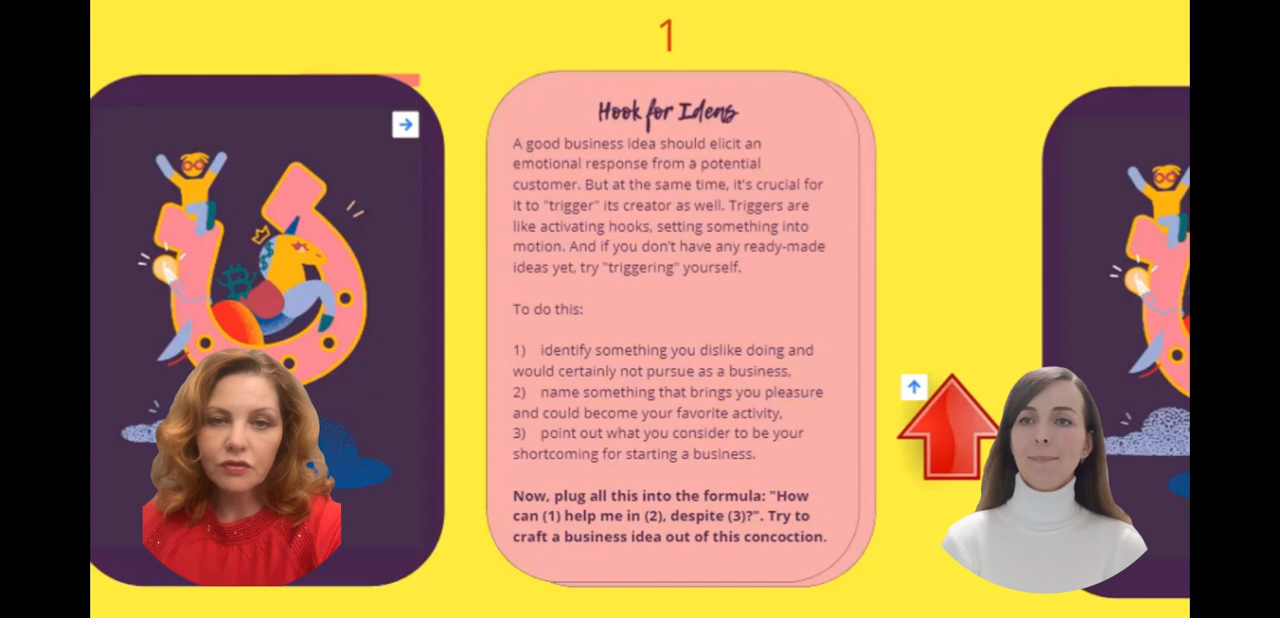 1
Hook for Ideas
A good business idea should elicit an
emotional response from a potential
customer. But at the same time, it's crucial for
it to "trigger" its creator as well. Triggers are
like activating hooks, setting something into
motion. And if you don't have any ready-made
ideas yet, try "triggering" yourself.
To do this:
1) identify something you dislike doing and
would certainly not pursue as a business,
2) name something that brings you pleasure
and could become your favorite activity,
3) point out what you consider to be your
shortcoming for starting a business.
Now, plug all this into the formula: "How
can (1) help me in (2), despite (3)?". Try to
craft a business idea out of this concoction.